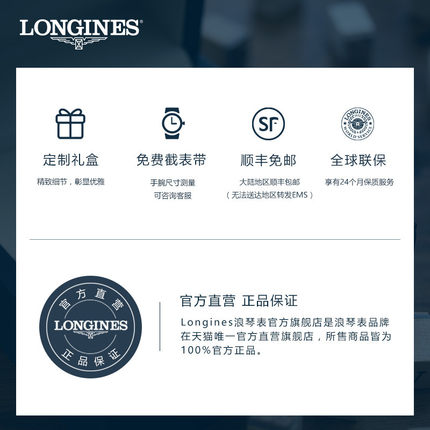 LONGINES
定制礼盒
精致细节,彰显优雅
免费截表带
手腕尺寸测量
可咨询客服
SF
顺丰免邮
大陆地区顺丰包邮
(无法送达地区转发EMS)
LONGINES
WORLD SERVICE
全球联保
享有24个月保质服务
官方直营
LONGINES
正品保证
官方直营 正品保证
Longines浪琴表官方旗舰店是浪琴表品牌
在天猫唯一官方直营旗舰店,所售商品皆为
100%官方正品。